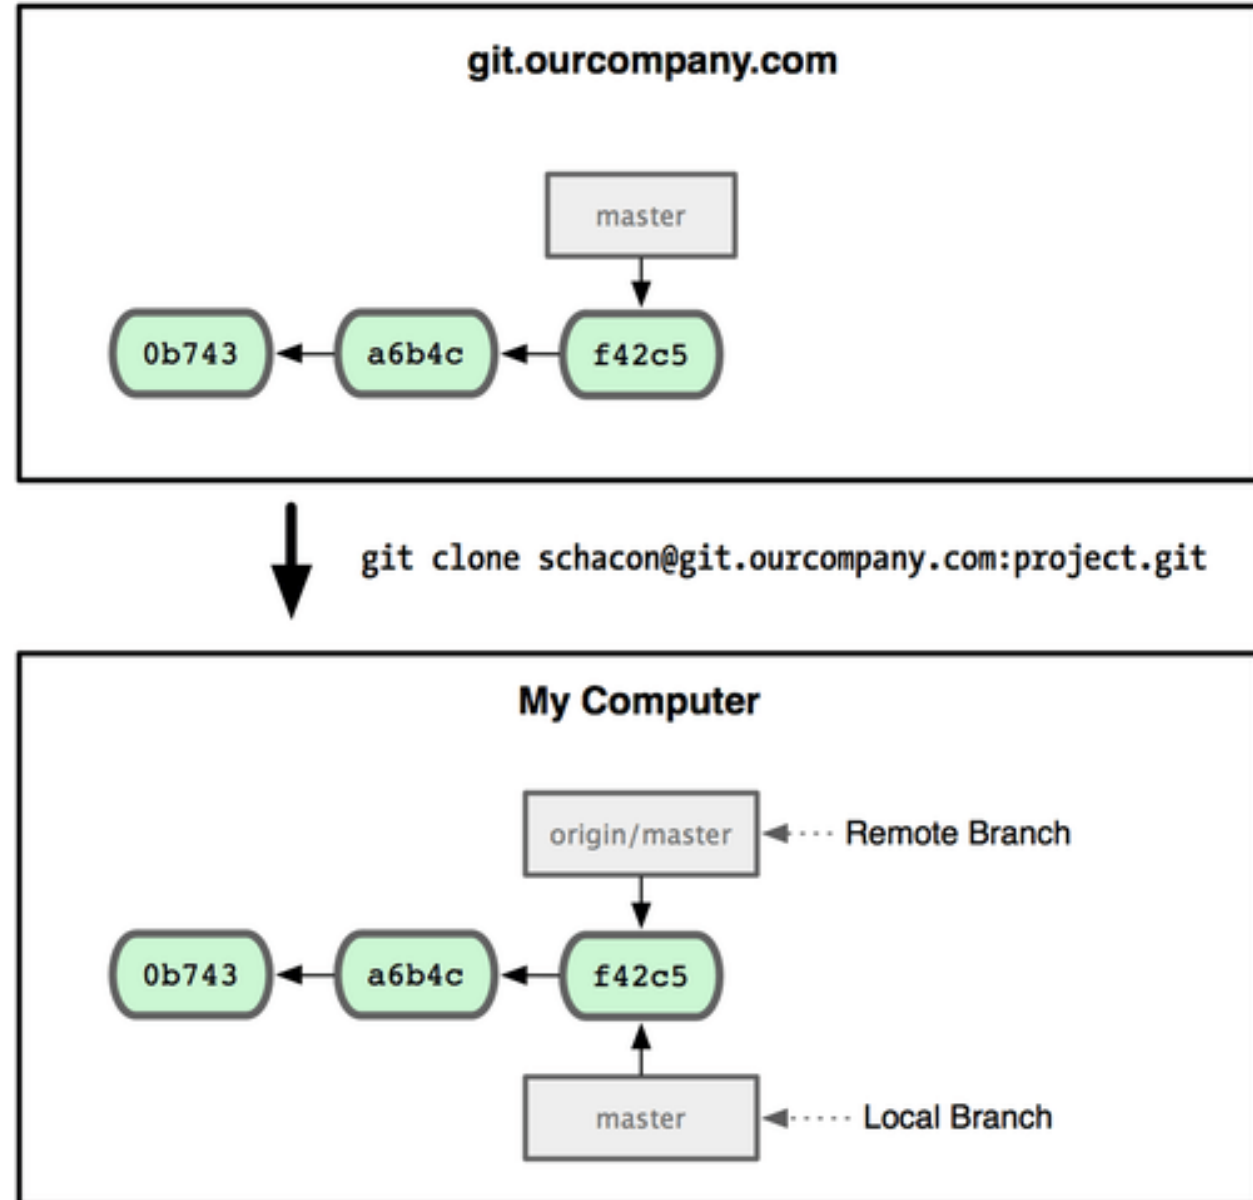 git.ourcompany.com
master
0b743
a6b4c
f42c5
git clone schacon@git.ourcompany.com:project.git
My Computer
origin/master
Remote Branch
0b743
a6b4c
f42c5
master
Local Branch